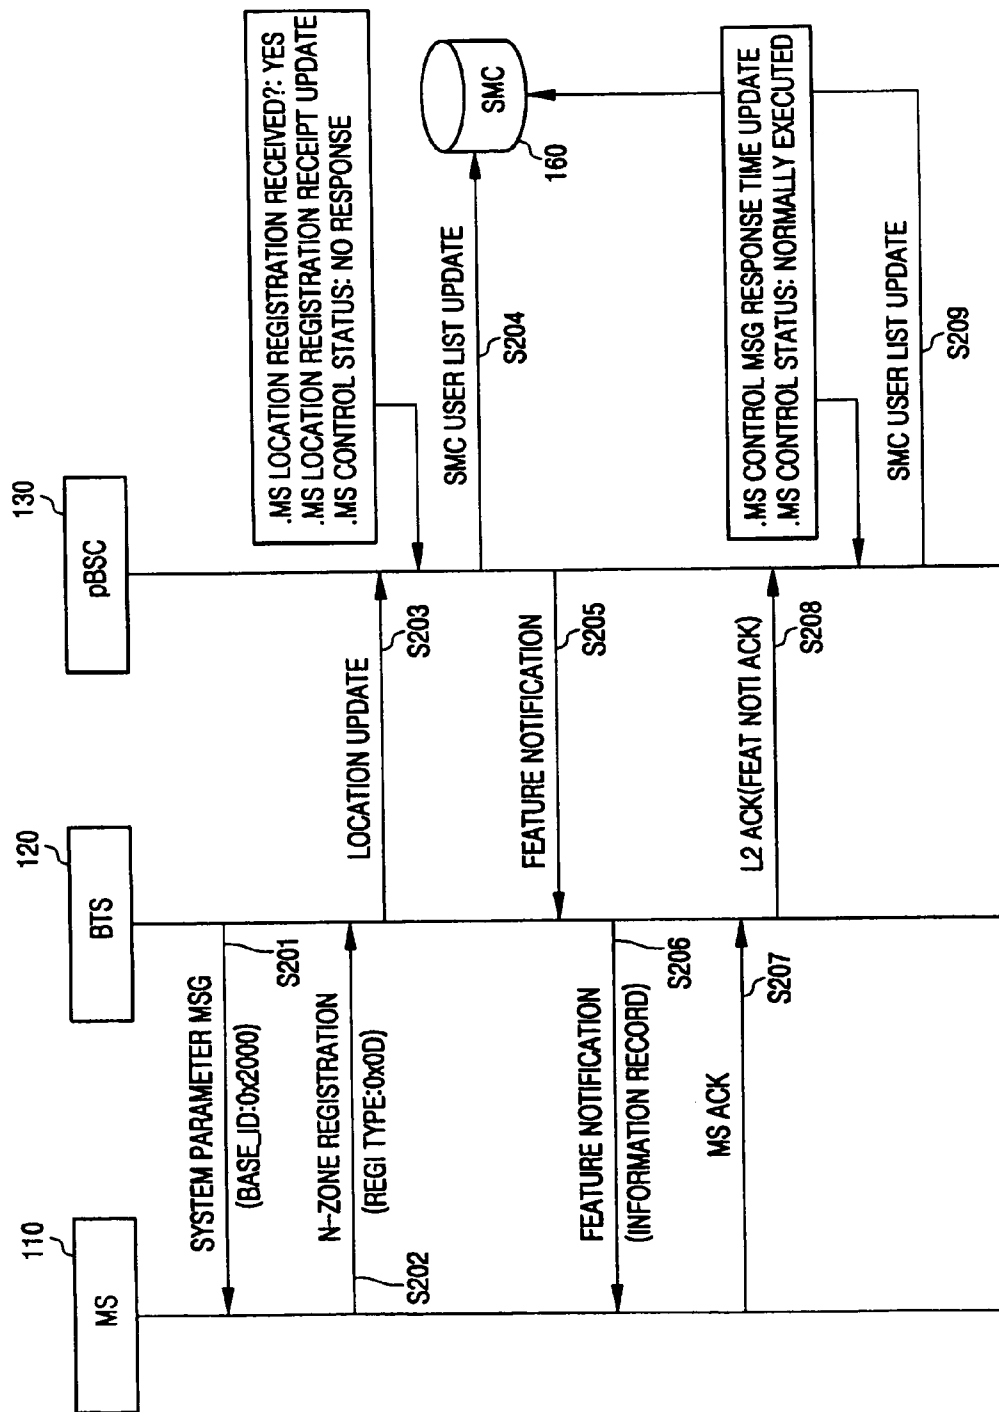 MS
110
BTS
120
pBSC
130
SYSTEM PARAMETER MSG
(BASE_ID:0x2000)
S201
N-ZONE REGISTRATION
(REGI TYPE:0x0D)
S202
LOCATION UPDATE
S203
.MS LOCATION REGISTRATION RECEIVED?: YES
.MS LOCATION REGISTRATION RECEIPT UPDATE
.MS CONTROL STATUS: NO RESPONSE
SMC USER LIST UPDATE
S204
SMC
160
FEATURE NOTIFICATION
S205
FEATURE NOTIFICATION
(INFORMATION RECORD)
S206
MS ACK
S207
L2 ACK(FEAT NOTI ACK)
S208
.MS CONTROL MSG RESPONSE TIME UPDATE
.MS CONTROL STATUS: NORMALLY EXECUTED
SMC USER LIST UPDATE
S209